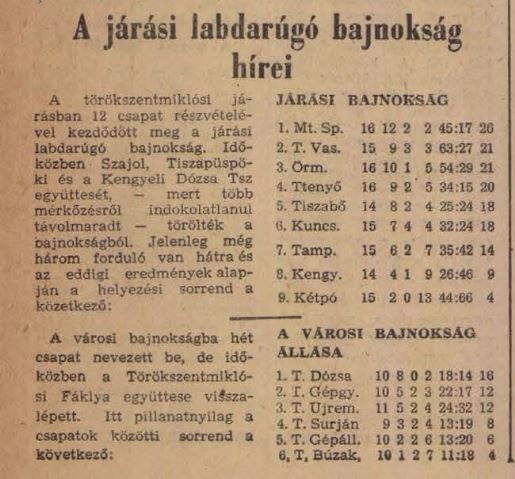 A járási labdarúgó bajnokság
hírei
A törökszentmiklósi já-
rásban 12 csapat részvételé-
vel kezdődött meg a járási
labdarúgó bajnokság. Idő-
közben Szajol, Tiszapüspö-
ki és a Kengyeli Dózsa Tsz
együttesét, — mert több
mérkőzésről indokolatlanul
távolmaradt — törölték a
bajnokságból. Jelenleg még
három forduló van hátra és
az eddigi eredmények alap-
ján a helyezési sorrend a
közetkező:
A városi bajnokságba hét
csapat nevezett be, de idő-
közben a Törökszentmikló-
si Fáklya együttese vissza-
lépett. Itt pillanatnyilag a
csapatok közötti sorrend a
következő:
JÁRÁSI BAJNOKSÁG
1. Mt. Sp. 16 12 2 2 45:17 26
2. T. Vas. 15 9 3 3 63:27 21
3. Örm. 16 10 1 5 54:29 21
4. Ttenyő 16 9 2 5 34:15 20
5. Tiszabő 14 8 2 4 25:24 18
6. Kuncs. 15 7 4 4 32:24 18
7. Tamp. 15 6 2 7 35:42 14
8. Kengy. 14 4 1 9 26:46 9
9. Kétpó 15 2 0 13 44:66 4
A VÁROSI BAJNOKSÁG
ÁLLÁSA
1. T. Dózsa 10 8 0 2 18:14 16
2. T. Gépgy. 10 5 2 3 22:17 12
3. T. Ujrem. 11 5 2 4 24:32 12
4. T. Surján 9 3 2 4 13:19 8
5. T. Gépáll. 10 2 2 6 13:20 6
6, T, Búzak, 10 1 2 7 11:18 4